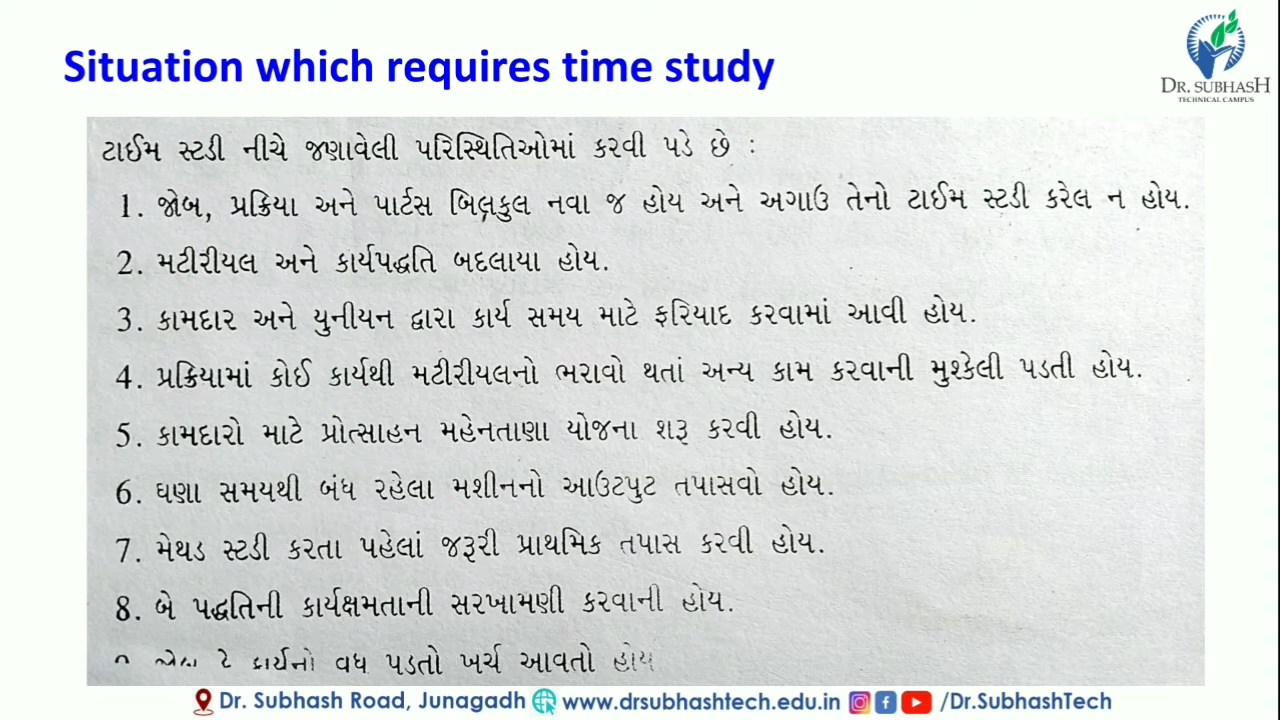 Situation which requires time study
DR. SUBHASH
TECHNICAL CAMPUS
ટાઈમ સ્ટડી નીચે જણાવેલી પરિસ્થિતિઓમાં કરવી પડે છે :
1. જોબ, પ્રક્રિયા અને પાર્ટસ બિલકુલ નવા જ હોય અને અગાઉ તેનો ટાઈમ સ્ટડી કરેલ ન હોય.
2. મટીરીયલ અને કાર્યપદ્ધતિ બદલાયા હોય.
3. કામદાર અને યુનીયન દ્વારા કાર્ય સમય માટે ફરિયાદ કરવામાં આવી હોય.
4. પ્રક્રિયામાં કોઈ કાર્યથી મટીરીયલનો ભરાવો થતાં અન્ય કામ કરવાની મુશ્કેલી પડતી હોય.
5. કામદારો માટે પ્રોત્સાહન મહેનતાણા યોજના શરૂ કરવી હોય.
6. ઘણા સમયથી બંધ રહેલા મશીનનો આઉટપુટ તપાસવો હોય.
7. મેથડ સ્ટડી કરતા પહેલાં જરૂરી પ્રાથમિક તપાસ કરવી હોય.
8. બે પદ્ધતિની કાર્યક્ષમતાની સરખામણી કરવાની હોય.
કાર્યનો વધ પડતો ખર્ચ આવતો હોય
Dr. Subhash Road, Junagadh www.drsubhashtech.edu.in /Dr.SubhashTech